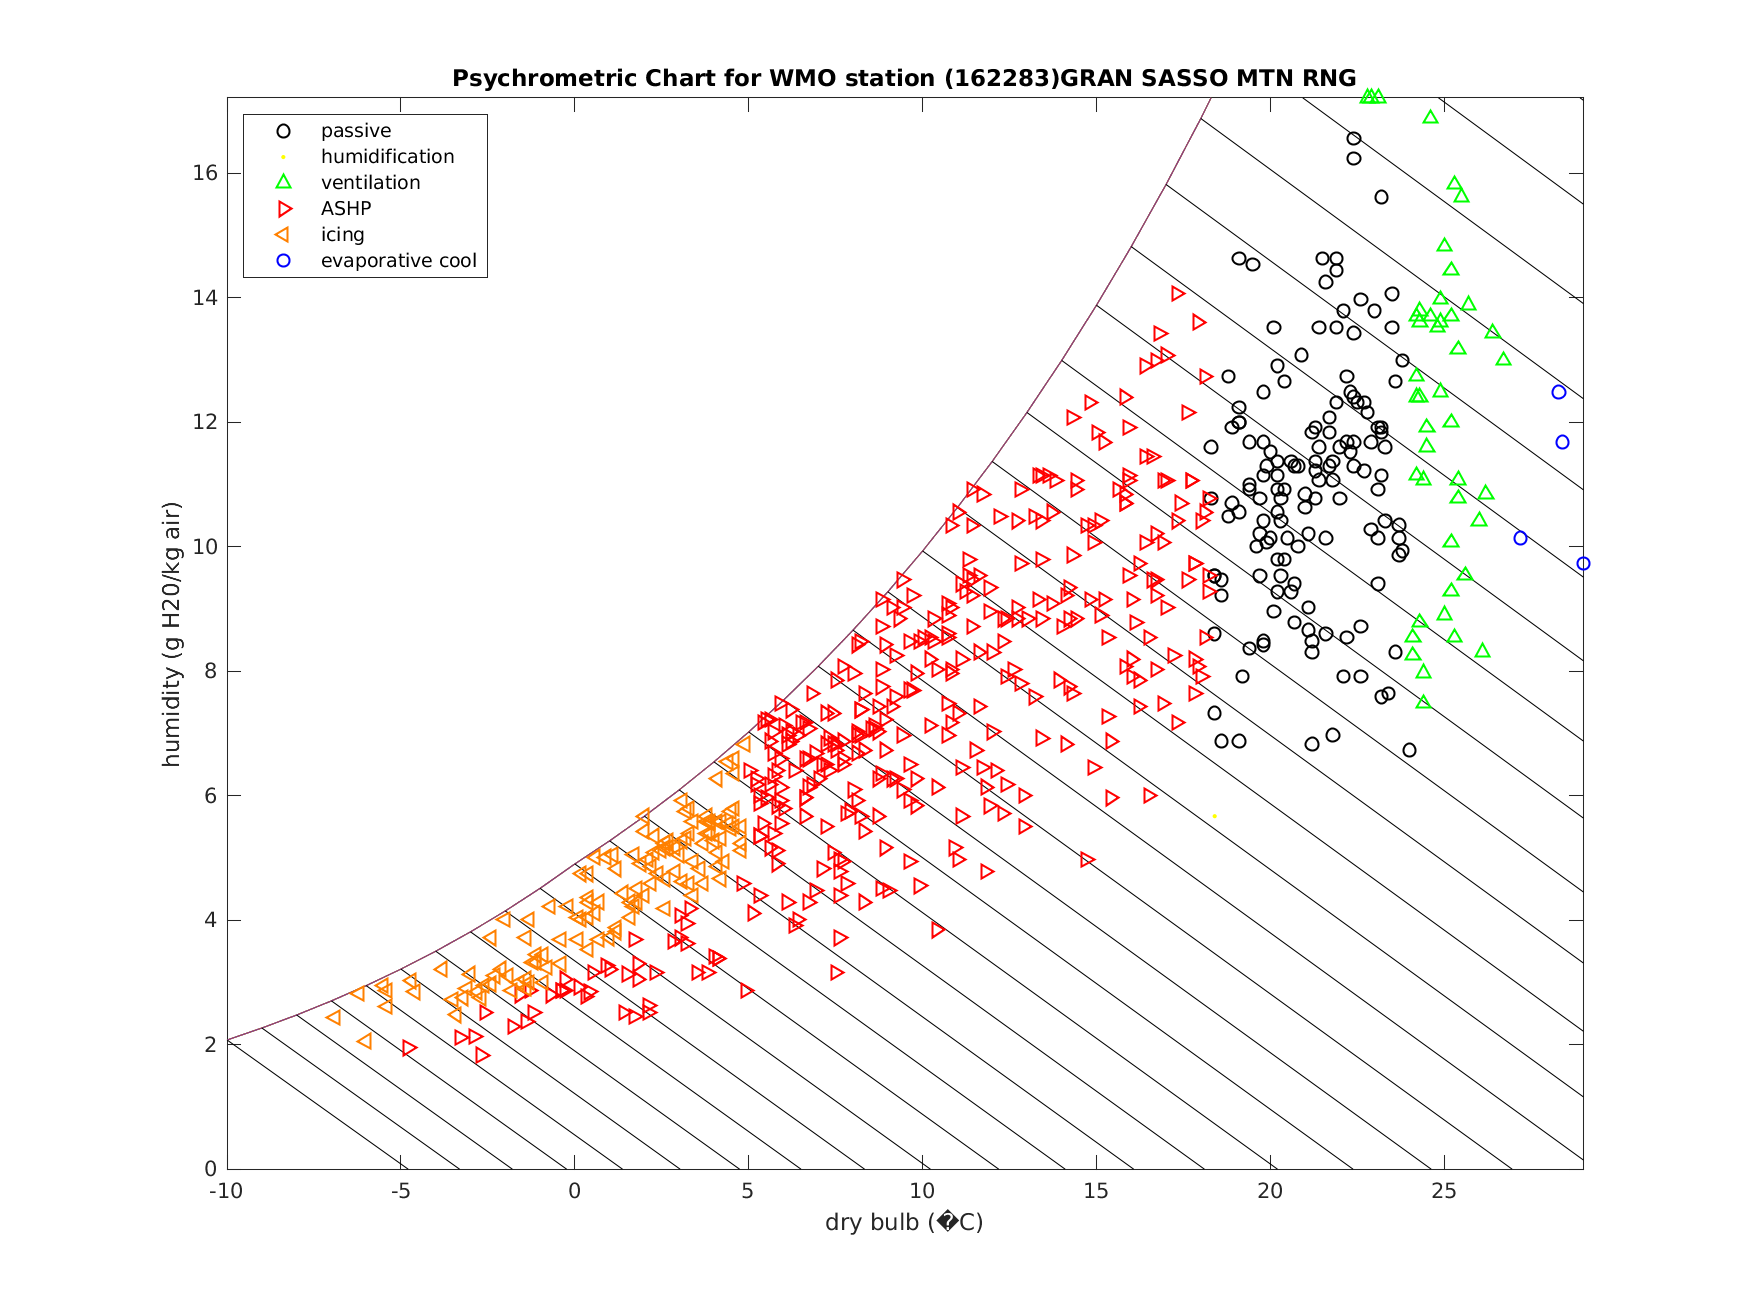 Psychrometric Chart for WMO station (162283)GRAN SASSO MTN RNG
passive
humidification
ventilation
ASHP
icing
evaporative cool
humidity (g H20/kg air)
16
14
12
10
8
6
4
2
0
-10 -5 0 5 10 15 20 25
dry bulb (�C)